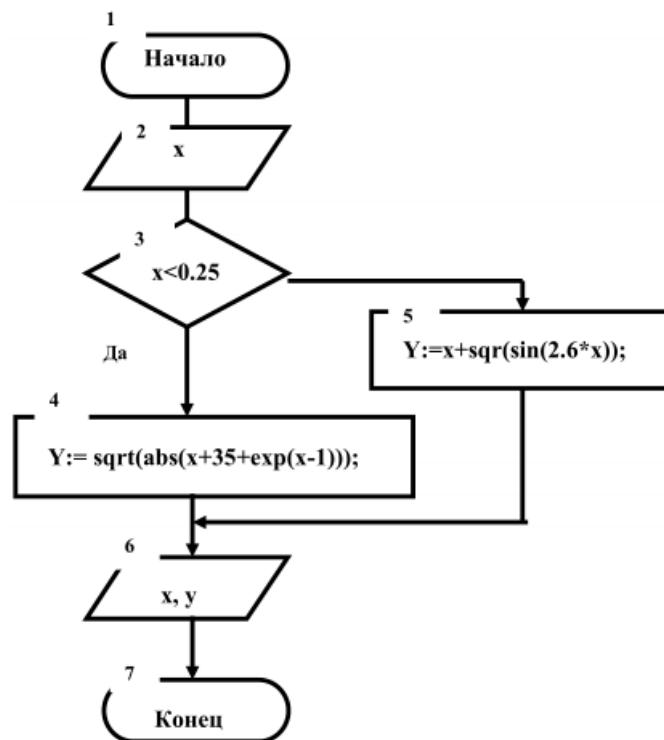 1
Начало
2
x
3
x<0.25
Да
5
Y:=x+sqr(sin(2.6*x));
4
Y:= sqrt(abs(x+35+exp(x-1)));
6
x, y
7
Конец